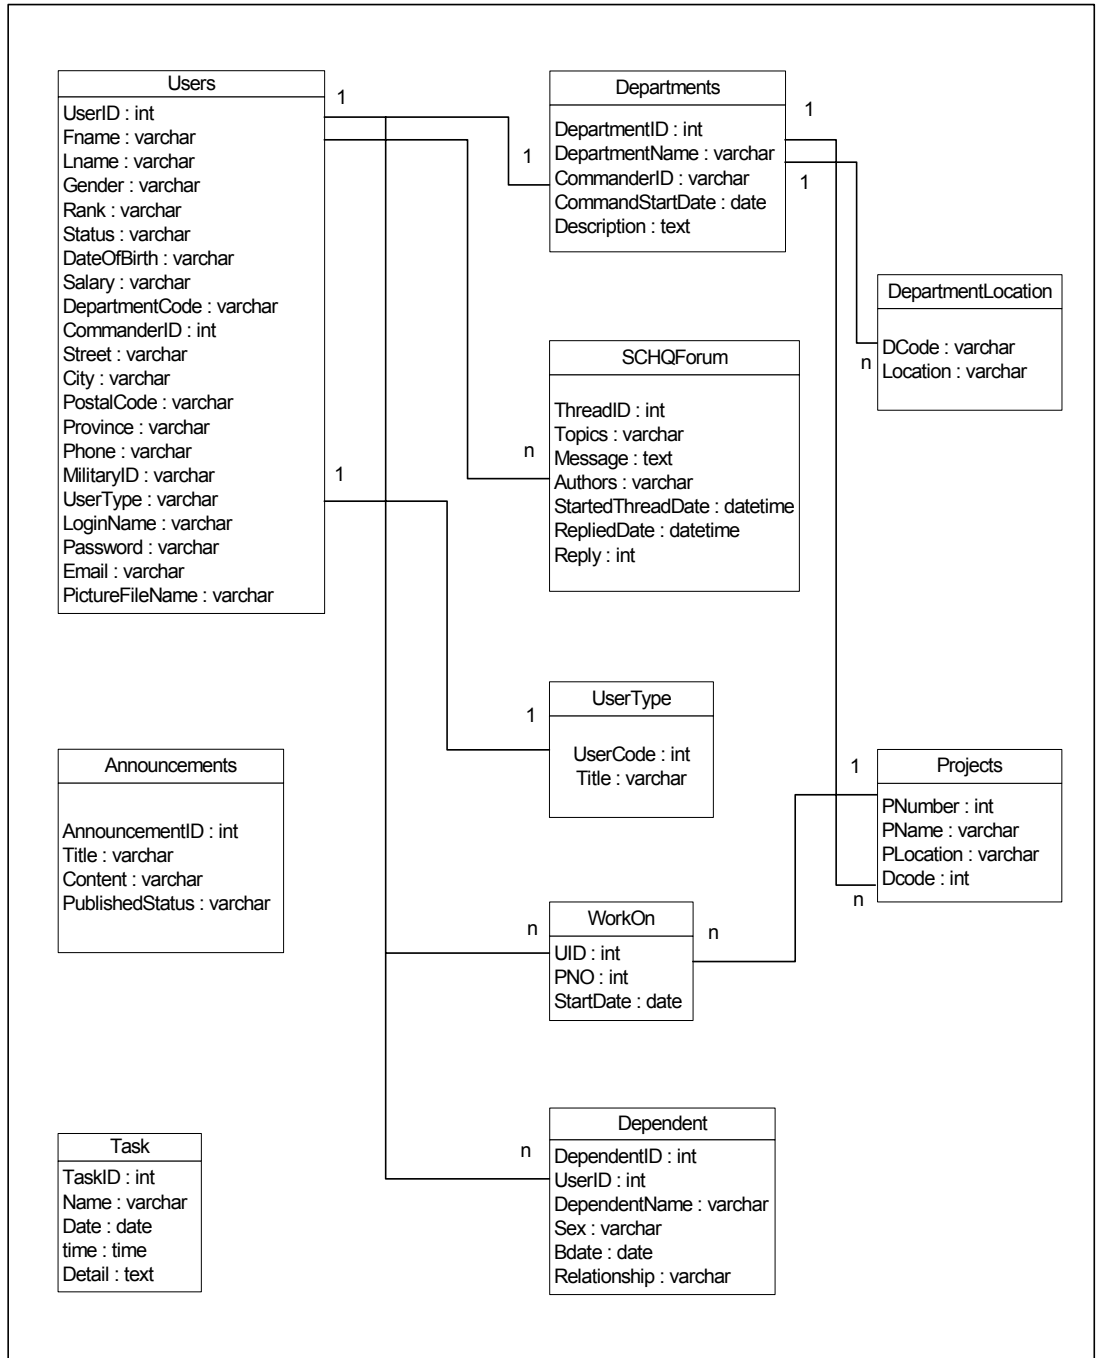 Users
UserID : int
Fname : varchar
Lname : varchar
Gender : varchar
Rank : varchar
Status : varchar
DateOfBirth : varchar
Salary : varchar
DepartmentCode : varchar
CommanderID : int
Street : varchar
City : varchar
PostalCode : varchar
Province : varchar
Phone : varchar
MilitaryID : varchar
UserType : varchar
LoginName : varchar
Password : varchar
Email : varchar
PictureFileName : varchar
1
1
Departments
DepartmentID : int
DepartmentName : varchar
CommanderID : varchar
CommandStartDate : date
Description : text
1
1
1
DepartmentLocation
DCode : varchar
Location : varchar
n
SCHQForum
ThreadID : int
Topics : varchar
Message : text
Authors : varchar
StartedThreadDate : datetime
RepliedDate : datetime
Reply : int
n
UserType
UserCode : int
Title : varchar
1
Announcements
AnnouncementID : int
Title : varchar
Content : varchar
PublishedStatus : varchar
Projects
PNumber : int
PName : varchar
PLocation : varchar
Dcode : int
1
n
WorkOn
UID : int
PNO : int
StartDate : date
n
n
Task
TaskID : int
Name : varchar
Date : date
time : time
Detail : text
Dependent
DependentID : int
UserID : int
DependentName : varchar
Sex : varchar
Bdate : date
Relationship : varchar
n